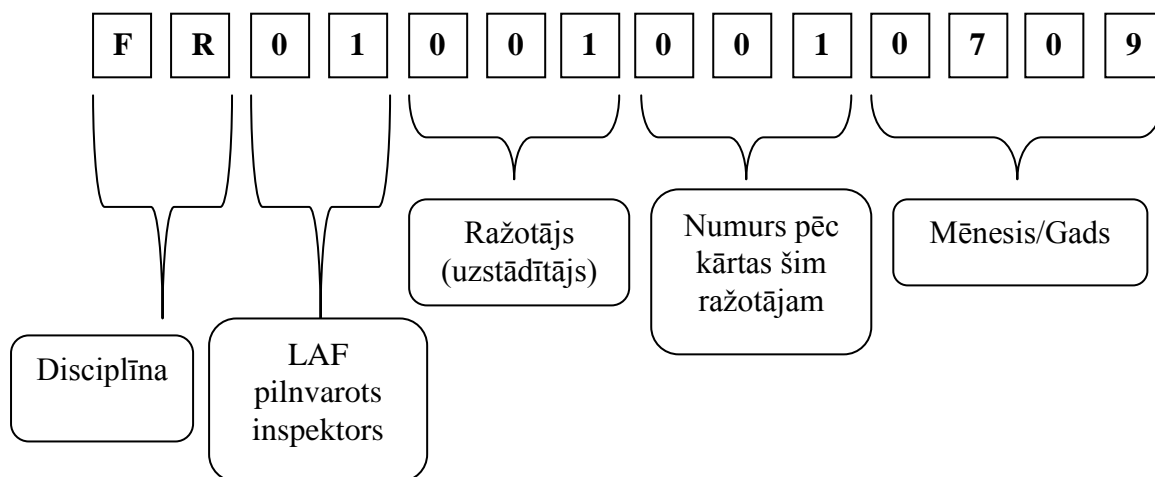 F R 0 1 0 0 1 0 0 1 0 7 0 9
Disciplīna
LAF
pilnvarots
inspektors
Ražotājs
(uzstādītājs)
Numurs pēc
kārtas šim
ražotājam
Mēnesis/Gads